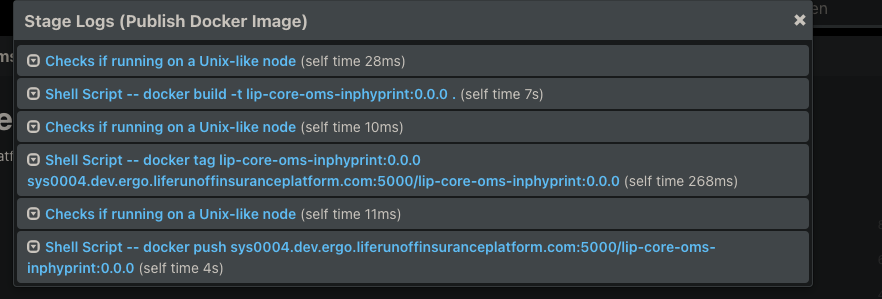 Stage Logs (Publish Docker Image)
Checks if running on a Unix-like node (self time 28ms)
Shell Script -- docker build -t lip-core-oms-inphyprint:0.0.0 . (self time 7s)
Checks if running on a Unix-like node (self time 10ms)
Shell Script -- docker tag lip-core-oms-inphyprint:0.0.0
sys0004.dev.ergo.liferunoffinsuranceplatform.com:5000/lip-core-oms-inphyprint:0.0.0 (self time 268ms)
Checks if running on a Unix-like node (self time 11ms)
Shell Script -- docker push sys0004.dev.ergo.liferunoffinsuranceplatform.com:5000/lip-core-oms-
inphyprint:0.0.0 (self time 4s)